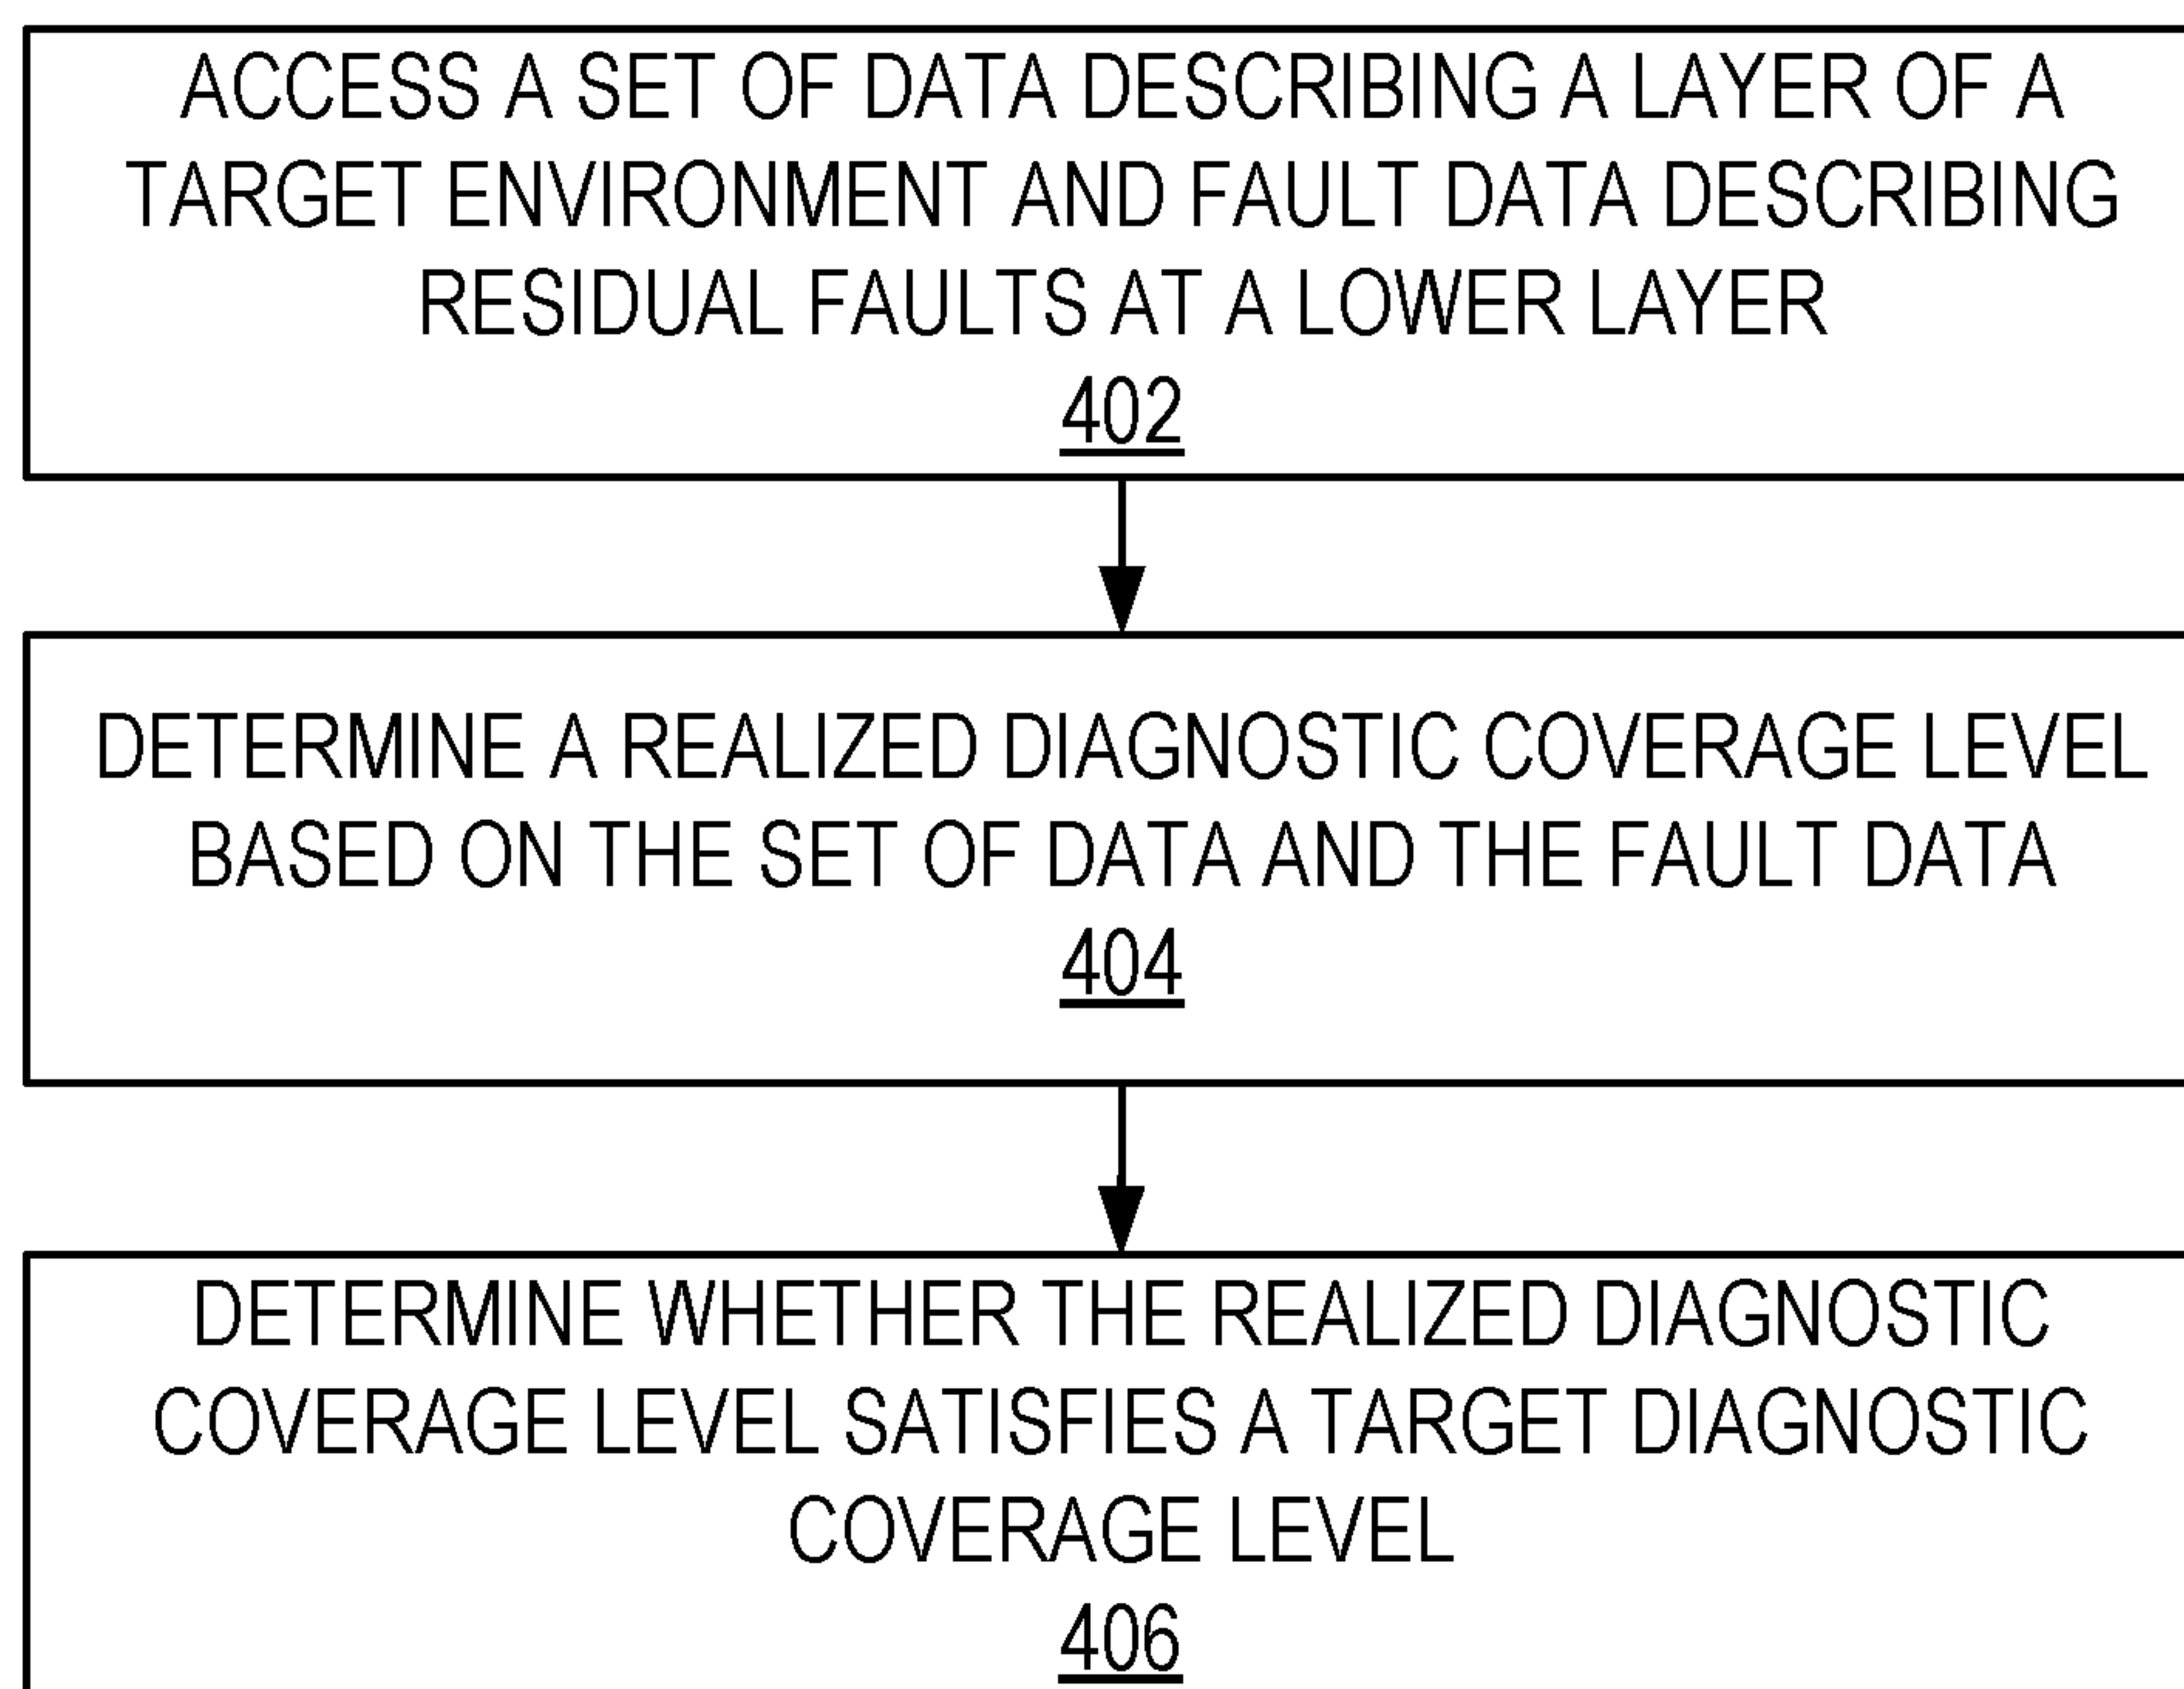 ACCESS A SET OF DATA DESCRIBING A LAYER OF A
TARGET ENVIRONMENT AND FAULT DATA DESCRIBING
RESIDUAL FAULTS AT A LOWER LAYER
402
DETERMINE A REALIZED DIAGNOSTIC COVERAGE LEVEL
BASED ON THE SET OF DATA AND THE FAULT DATA
404
DETERMINE WHETHER THE REALIZED DIAGNOSTIC
COVERAGE LEVEL SATISFIES A TARGET DIAGNOSTIC
COVERAGE LEVEL
406